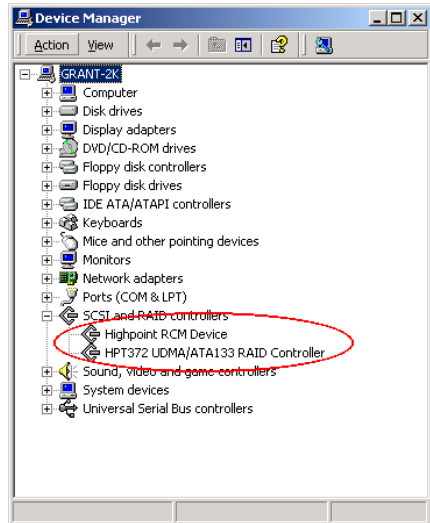 Device Manager
Action View
GRANT-2K
Computer
Disk drives
Display adapters
DVD/CD-ROM drives
Floppy disk controllers
Floppy disk drives
IDE ATA/ATAPI controllers
Keyboards
Mice and other pointing devices
Monitors
Network adapters
Ports (COM & LPT)
SCSI and RAID controllers
Highpoint RCM Device
HPT372 UDMA/ATA133 RAID Controller
Sound, video and game controllers
System devices
Universal Serial Bus controllers